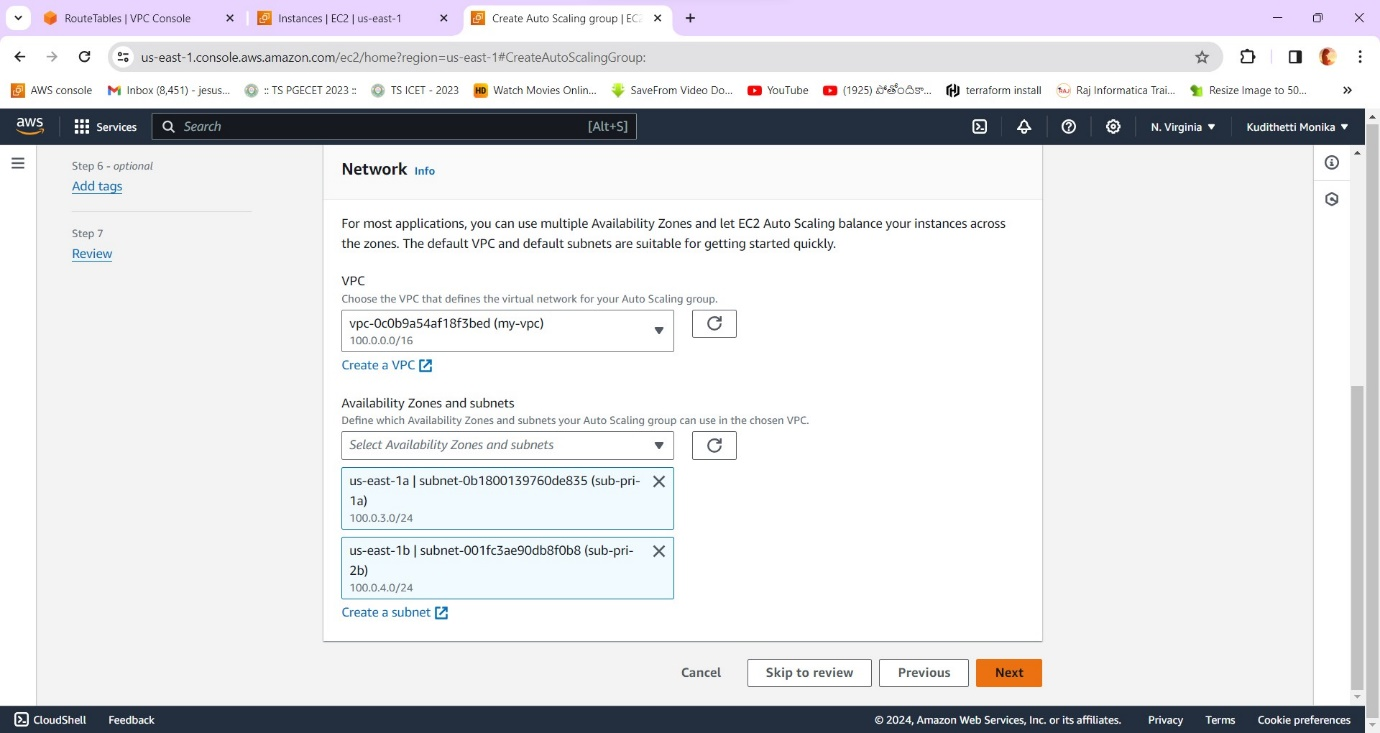 RouteTables | VPC Console
Instances | EC2 | us-east-1
Create Auto Scaling group | EC
us-east-1.console.aws.amazon.com/ec2/home?region=us-east-1#CreateAutoScalingGroup:
AWS console
Inbox (8,451) - jesus...
:: TS PGECET 2023 ::
TS ICET - 2023
HD
Watch Movies Onlin...
SaveFrom Video Do...
YouTube
(1925)
terraform install
Raj Informatica Trai...
Resize Image to 50...
aws
Services
Search
[Alt+S]
N. Virginia
Kudithetti Monika
Step 6 - optional
Add tags
Step 7
Review
Network Info
For most applications, you can use multiple Availability Zones and let EC2 Auto Scaling balance your instances across
the zones. The default VPC and default subnets are suitable for getting started quickly.
VPC
Choose the VPC that defines the virtual network for your Auto Scaling group.
vpc-0c0b9a54af18f3bed (my-vpc)
100.0.0.0/16
Create a VPC
Availability Zones and subnets
Define which Availability Zones and subnets your Auto Scaling group can use in the chosen VPC.
Select Availability Zones and subnets
us-east-1a | subnet-0b1800139760de835 (sub-pri-
1a)
100.0.3.0/24
us-east-1b | subnet-001fc3ae90db8f0b8 (sub-pri-
2b)
100.0.4.0/24
Create a subnet
Cancel
Skip to review
Previous
Next
CloudShell
Feedback
© 2024, Amazon Web Services, Inc. or its affiliates.
Privacy
Terms
Cookie preferences